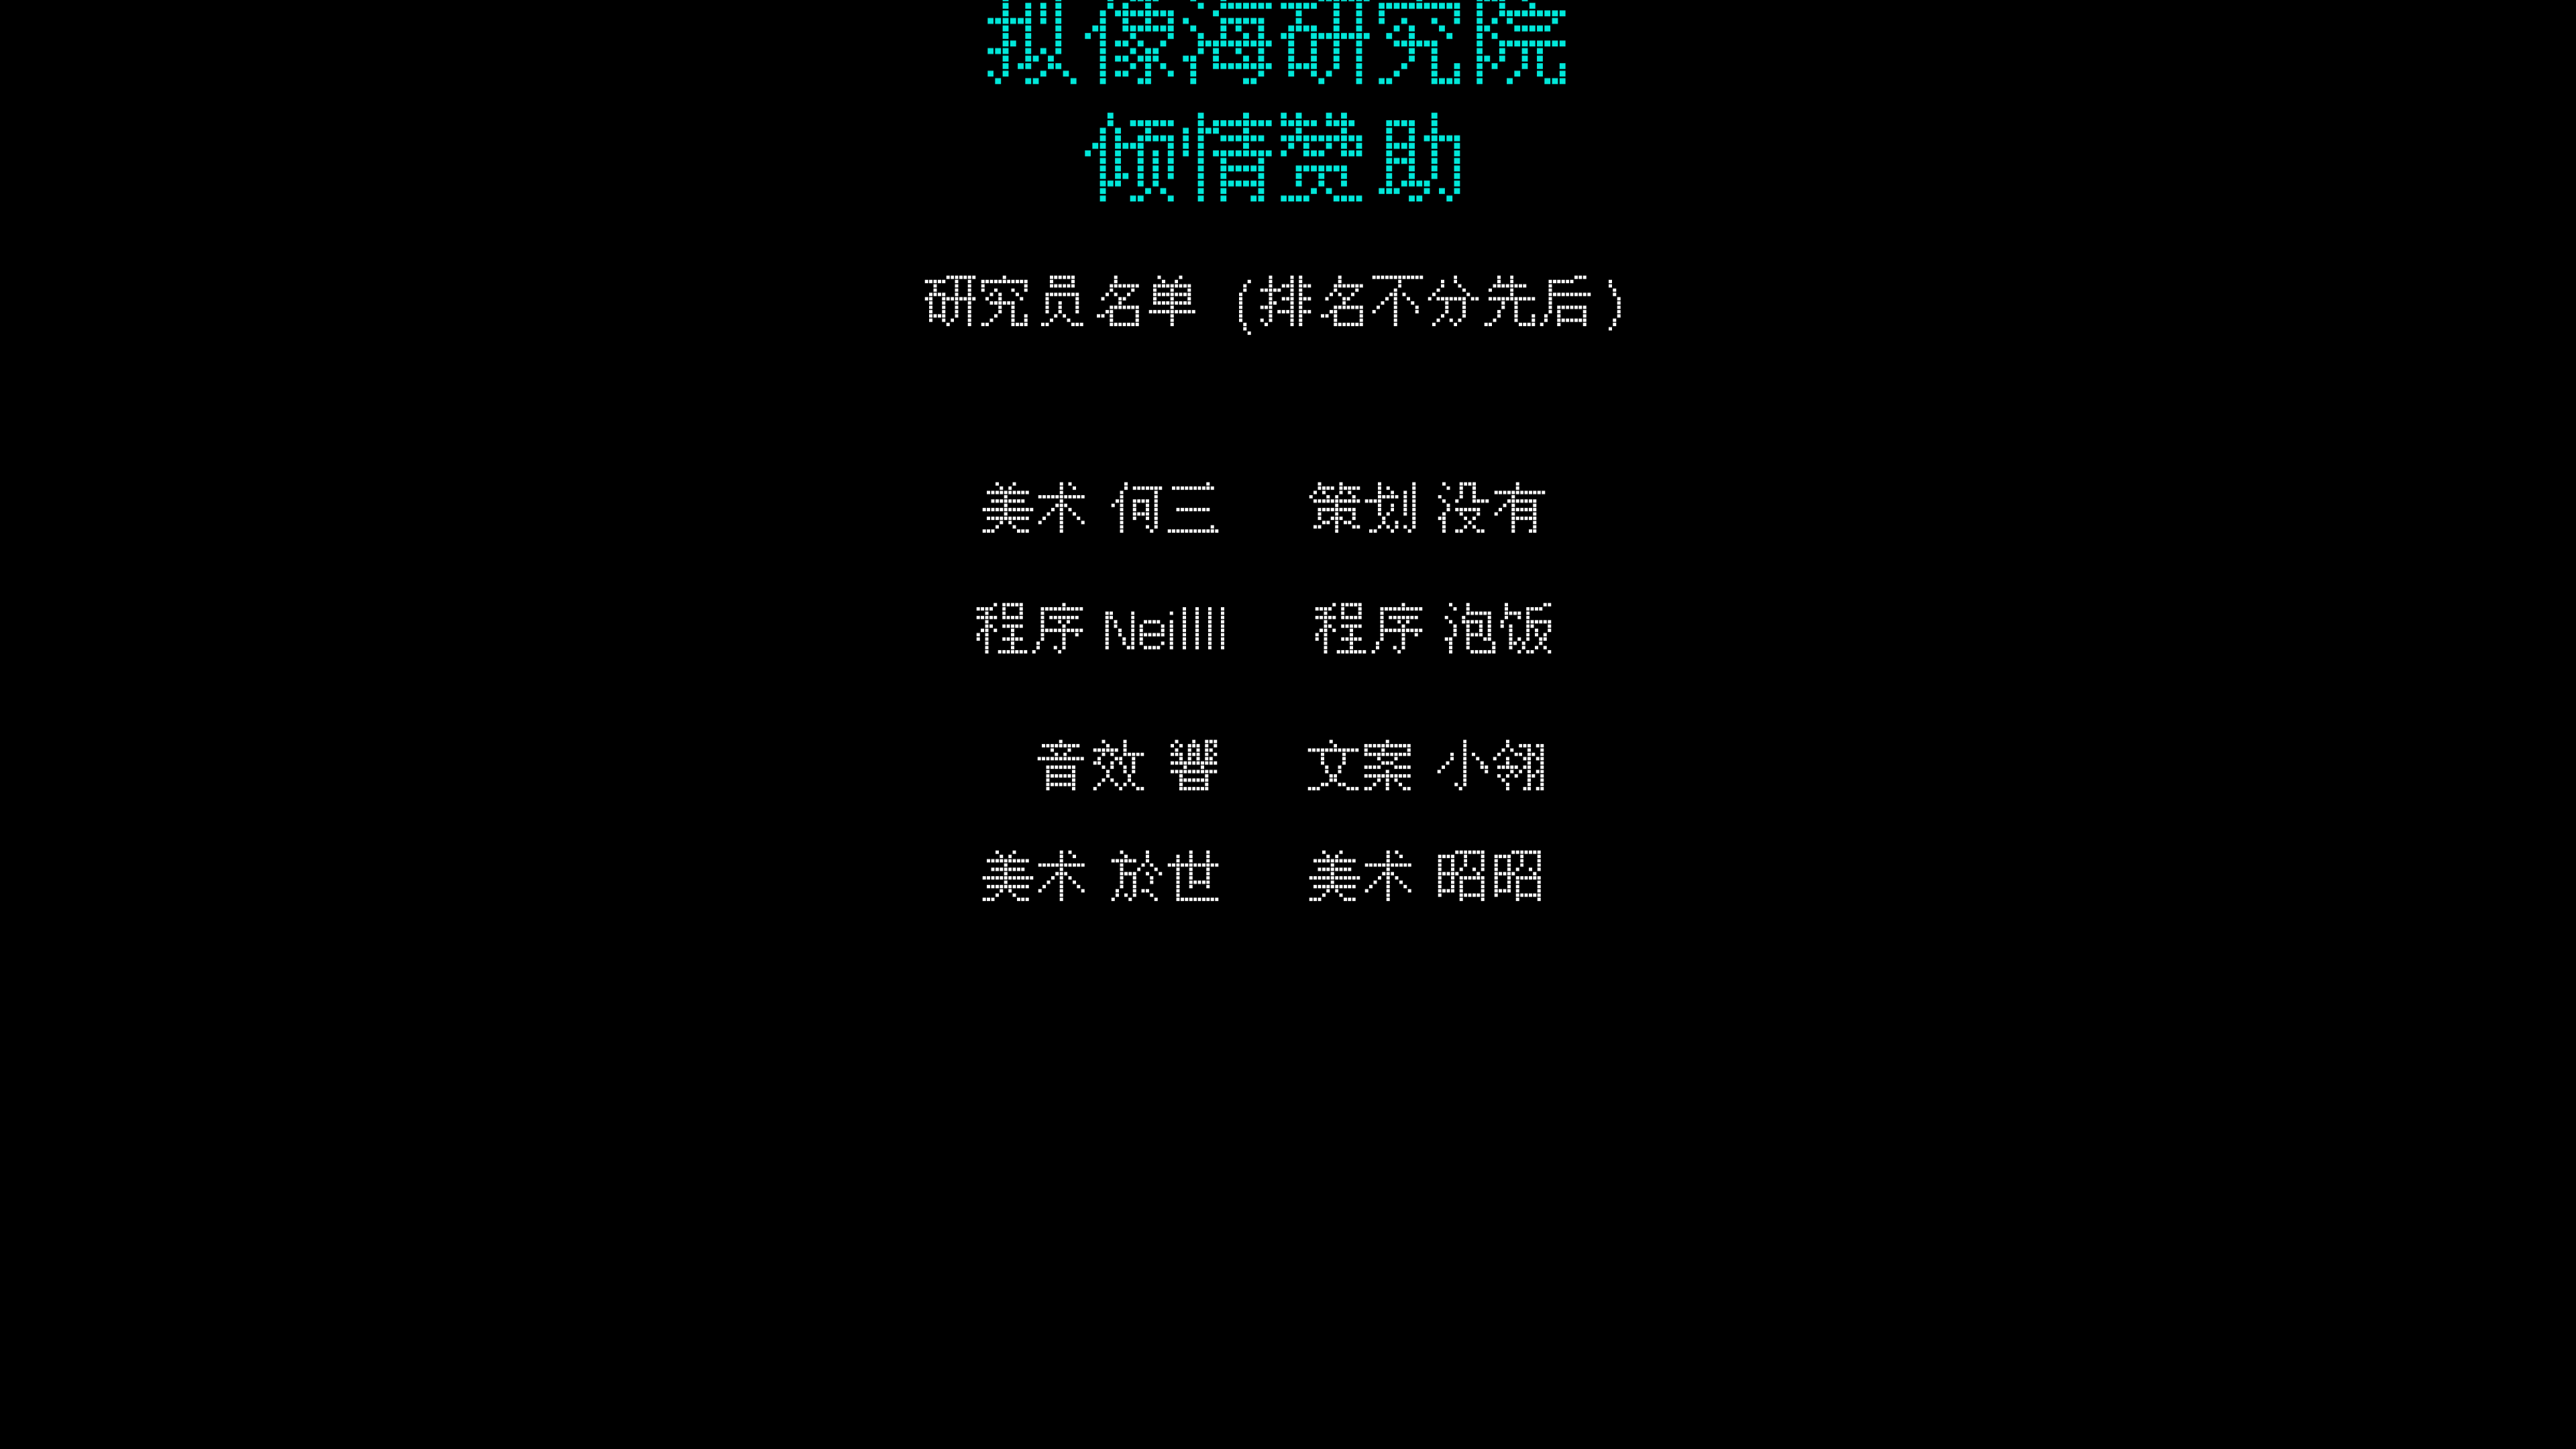 拟像海研究院
倾情赞助
研究员名单 (排名不分先后)
美术 何三 策划 没有
程序 Neillll 程序 泡饭
音效 響 文案 小翎
美术 於世 美术 昭昭